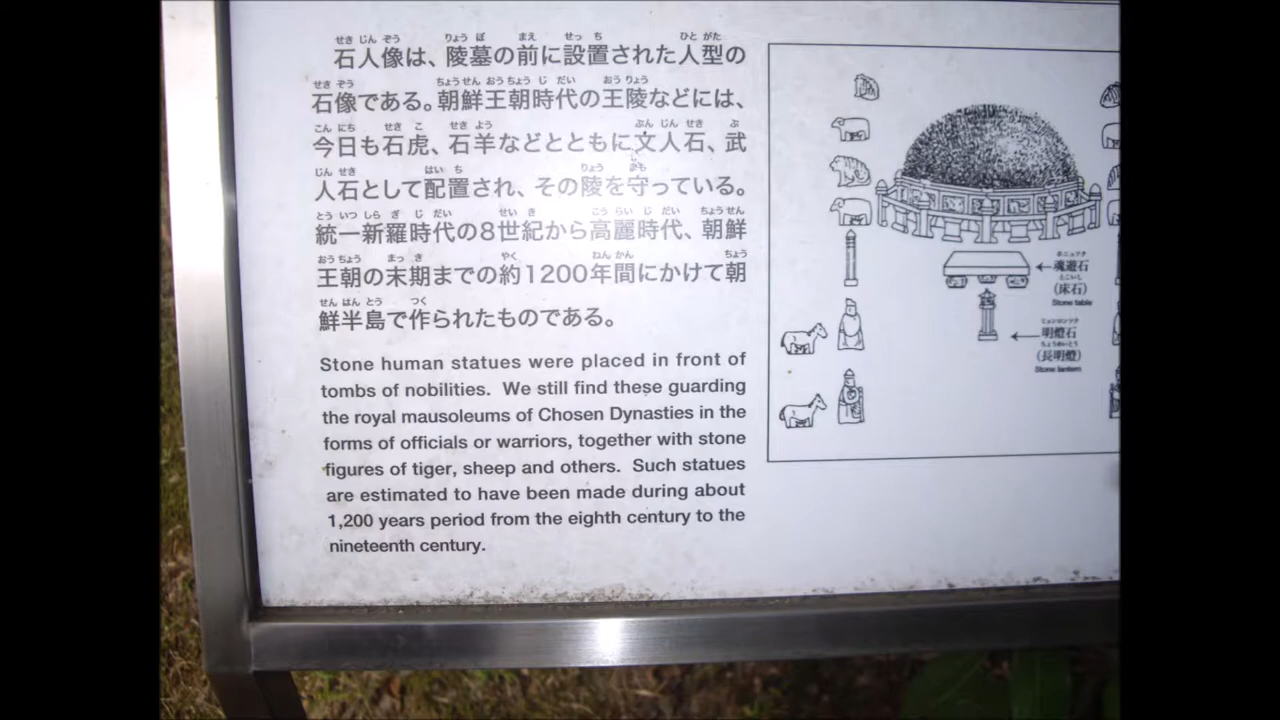 石人像は、陵墓の前に設置された人型の
石像である。朝鮮王朝時代の王陵などには、
今日も石虎、石羊などとともに文人石、武
人石として配置され、その陵を守っている。
統一新羅時代の8世紀から高麗時代、朝鮮
王朝の末期までの約1200年間にかけて朝
鮮半島で作られたものである。
Stone human statues were placed in front of
tombs of nobilities. We still find these guarding
the royal mausoleums of Chosen Dynasties in the
forms of officials or warriors, together with stone
figures of tiger, sheep and others. Such statues
are estimated to have been made during about
1,200 years period from the eighth century to the
nineteenth century.
魂遊石
(床石)
Stone table
明燈石
(長明燈)
Stone lantern